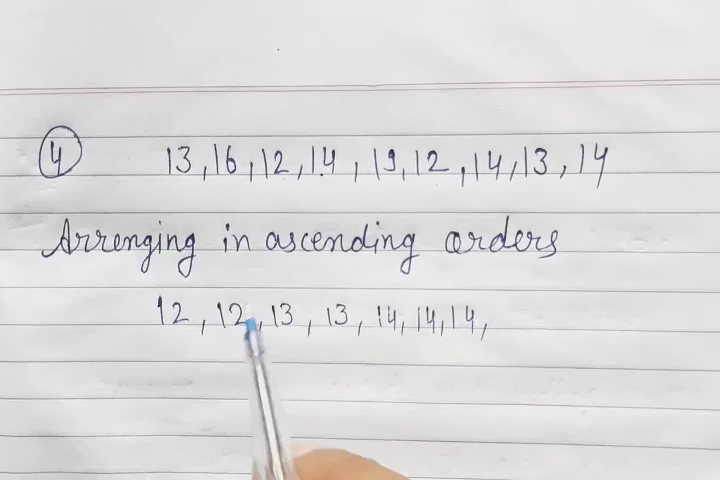 4 13, 16, 12, 14, 19, 12, 14, 13, 14
Arrenging in ascending orders
12, 12, 13, 13, 14, 14, 14,